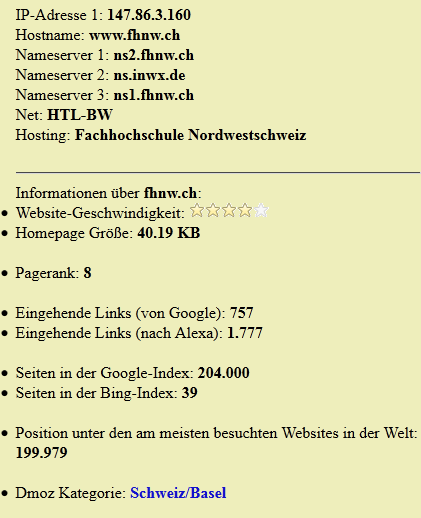 IP-Adresse 1: 147.86.3.160
Hostname: www.fhnw.ch
Nameserver 1: ns2.fhnw.ch
Nameserver 2: ns.inwx.de
Nameserver 3: ns1.fhnw.ch
Net: HTL-BW
Hosting: Fachhochschule Nordwestschweiz
Informationen über fhnw.ch:
Website-Geschwindigkeit:
Homepage Größe: 40.19 KB
Pagerank: 8
Eingehende Links (von Google): 757
Eingehende Links (nach Alexa): 1.777
Seiten in der Google-Index: 204.000
Seiten in der Bing-Index: 39
Position unter den am meisten besuchten Websites in der Welt:
199.979
Dmoz Kategorie: Schweiz/Basel